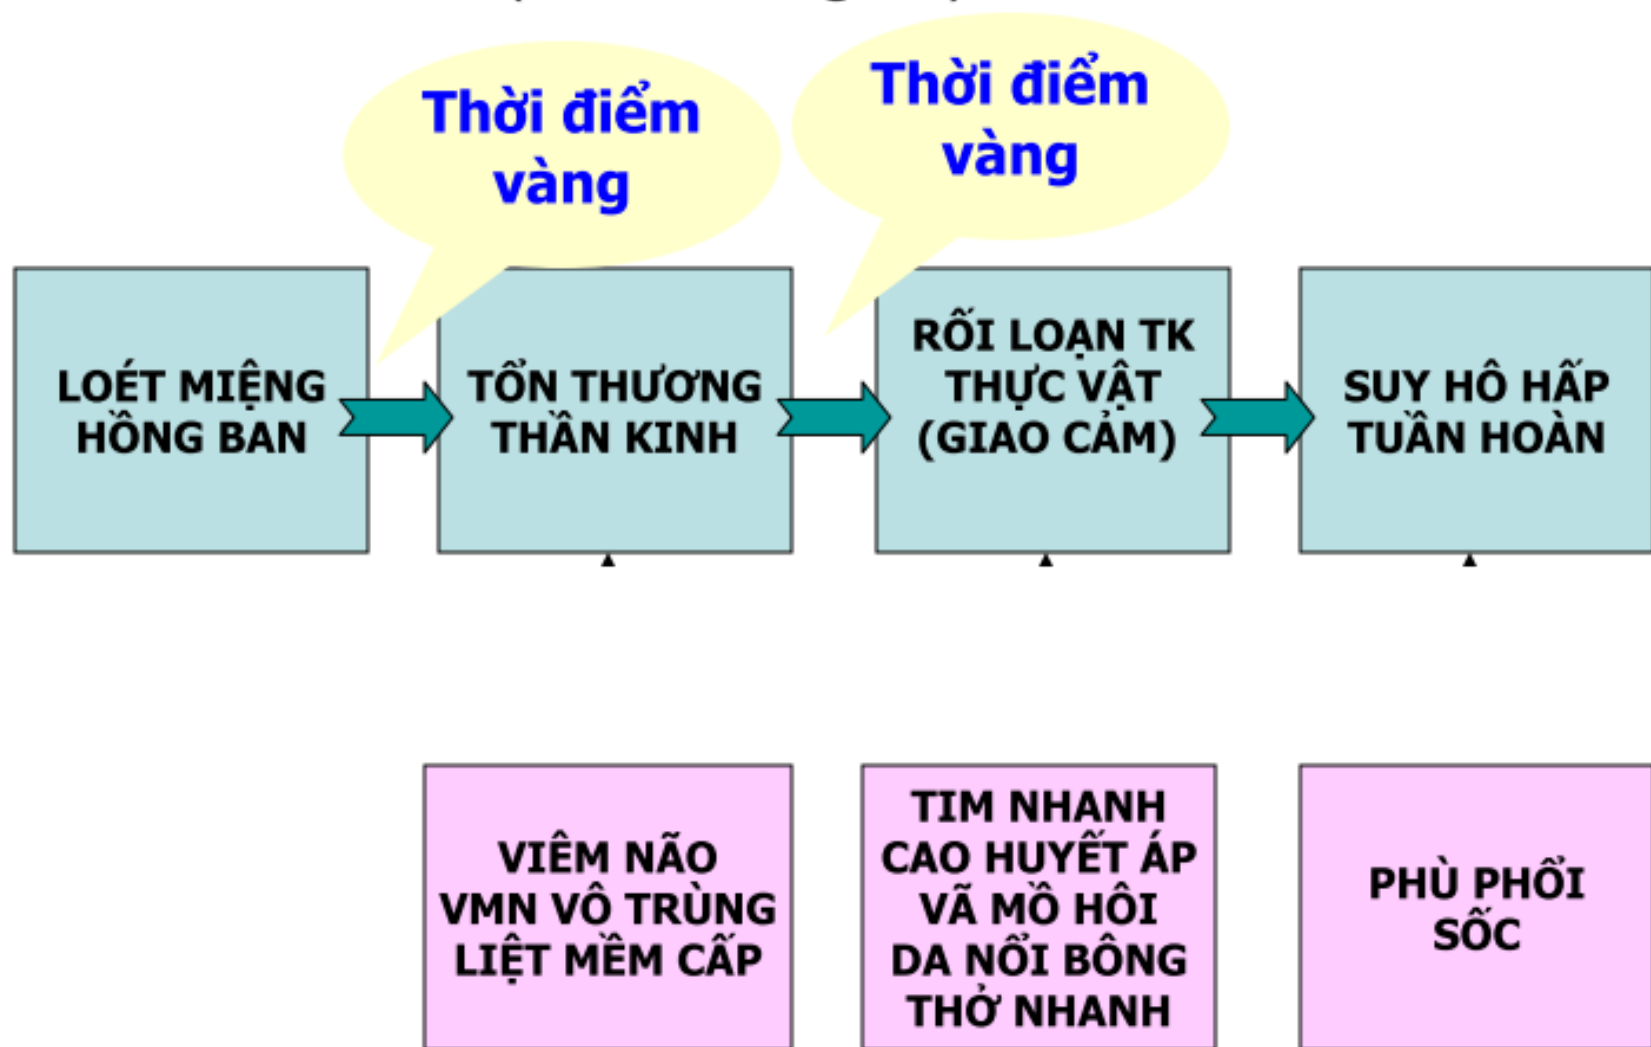 Thời điểm
vàng
Thời điểm
vàng
LOÉT MIỆNG
HỒNG BAN
TỔN THƯƠNG
THẦN KINH
RỐI LOẠN TK
THỰC VẬT
(GIAO CẢM)
SUY HÔ HẤP
TUẦN HOÀN
VIÊM NÃO
VMN VÔ TRÙNG
LIỆT MỀM CẤP
TIM NHANH
CAO HUYẾT ÁP
VÃ MỒ HÔI
DA NỔI BÔNG
THỞ NHANH
PHÙ PHỔI
SỐC